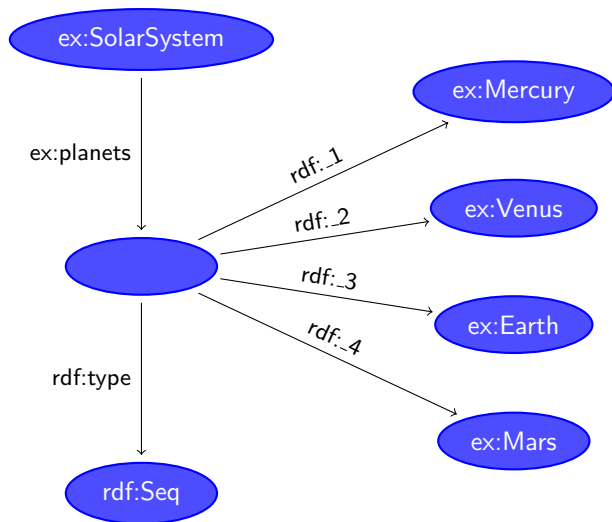 ex:SolarSystem
ex:Mercury
ex:planets
rdf:_1
ex:Venus
rdf:_2
rdf:_3
ex:Earth
rdf:_4
rdf:type
ex:Mars
rdf:Seq